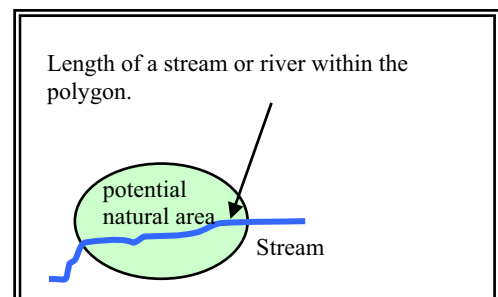 Length of a stream or river within the
polygon.
potential
natural area
Stream